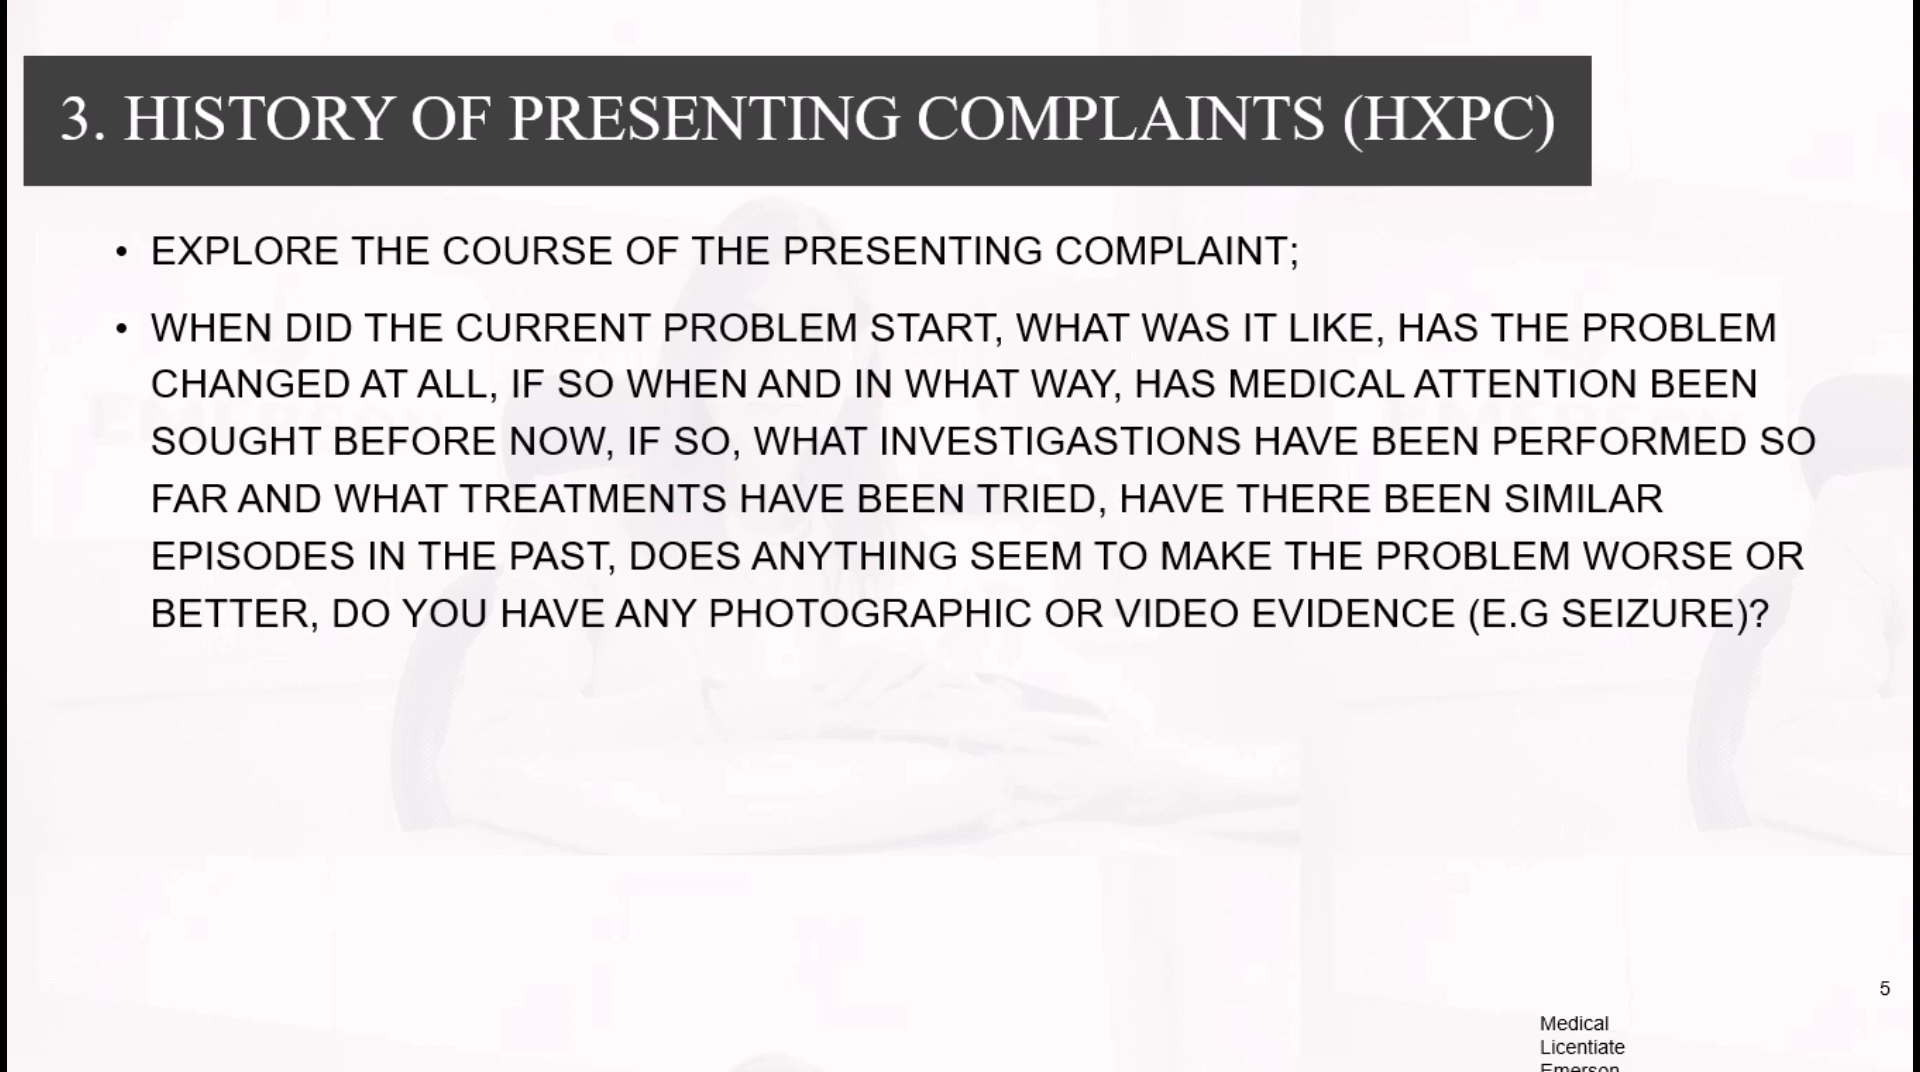 3. HISTORY OF PRESENTING COMPLAINTS (HXPC)
• EXPLORE THE COURSE OF THE PRESENTING COMPLAINT;
• WHEN DID THE CURRENT PROBLEM START, WHAT WAS IT LIKE, HAS THE PROBLEM
CHANGED AT ALL, IF SO WHEN AND IN WHAT WAY, HAS MEDICAL ATTENTION BEEN
SOUGHT BEFORE NOW, IF SO, WHAT INVESTIGASTIONS HAVE BEEN PERFORMED SO
FAR AND WHAT TREATMENTS HAVE BEEN TRIED, HAVE THERE BEEN SIMILAR
EPISODES IN THE PAST, DOES ANYTHING SEEM TO MAKE THE PROBLEM WORSE OR
BETTER, DO YOU HAVE ANY PHOTOGRAPHIC OR VIDEO EVIDENCE (E.G SEIZURE)?
5
Medical
Licentiate
Emerson